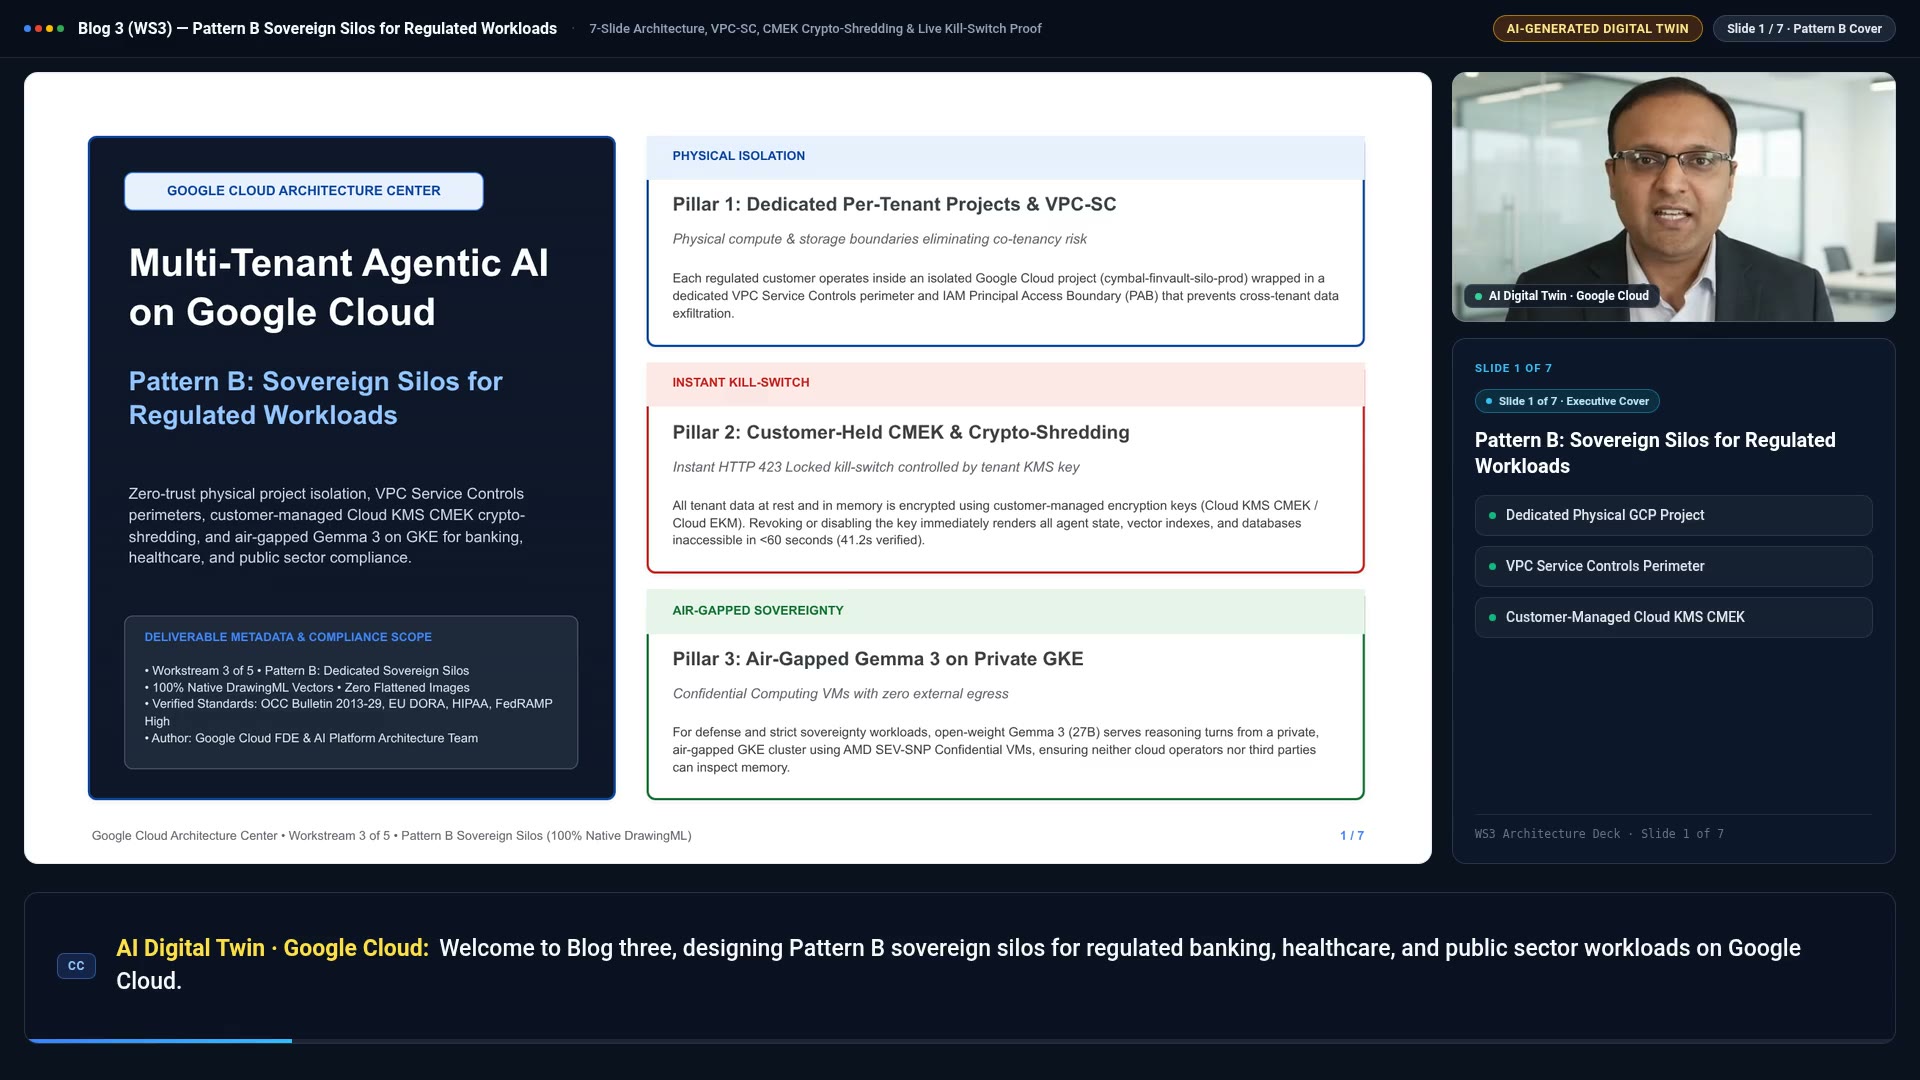 Blog 3 (WS3) — Pattern B Sovereign Silos for Regulated Workloads · 7-Slide Architecture, VPC-SC, CMEK Crypto-Shredding & Live Kill-Switch Proof
AI-GENERATED DIGITAL TWIN
Slide 1 / 7 · Pattern B Cover
GOOGLE CLOUD ARCHITECTURE CENTER
Multi-Tenant Agentic AI
on Google Cloud
Pattern B: Sovereign Silos for
Regulated Workloads
Zero-trust physical project isolation, VPC Service Controls
perimeters, customer-managed Cloud KMS CMEK crypto-
shredding, and air-gapped Gemma 3 on GKE for banking,
healthcare, and public sector compliance.
DELIVERABLE METADATA & COMPLIANCE SCOPE
• Workstream 3 of 5 • Pattern B: Dedicated Sovereign Silos
• 100% Native DrawingML Vectors • Zero Flattened Images
• Verified Standards: OCC Bulletin 2013-29, EU DORA, HIPAA, FedRAMP
High
• Author: Google Cloud FDE & AI Platform Architecture Team
PHYSICAL ISOLATION
Pillar 1: Dedicated Per-Tenant Projects & VPC-SC
Physical compute & storage boundaries eliminating co-tenancy risk
Each regulated customer operates inside an isolated Google Cloud project (cymbal-finvault-silo-prod) wrapped in a
dedicated VPC Service Controls perimeter and IAM Principal Access Boundary (PAB) that prevents cross-tenant data
exfiltration.
INSTANT KILL-SWITCH
Pillar 2: Customer-Held CMEK & Crypto-Shredding
Instant HTTP 423 Locked kill-switch controlled by tenant KMS key
All tenant data at rest and in memory is encrypted using customer-managed encryption keys (Cloud KMS CMEK /
Cloud EKM). Revoking or disabling the key immediately renders all agent state, vector indexes, and databases
inaccessible in <60 seconds (41.2s verified).
AIR-GAPPED SOVEREIGNTY
Pillar 3: Air-Gapped Gemma 3 on Private GKE
Confidential Computing VMs with zero external egress
For defense and strict sovereignty workloads, open-weight Gemma 3 (27B) serves reasoning turns from a private,
air-gapped GKE cluster using AMD SEV-SNP Confidential VMs, ensuring neither cloud operators nor third parties
can inspect memory.
Google Cloud Architecture Center • Workstream 3 of 5 • Pattern B Sovereign Silos (100% Native DrawingML)
1 / 7
AI Digital Twin · Google Cloud
SLIDE 1 OF 7
Slide 1 of 7 · Executive Cover
Pattern B: Sovereign Silos for Regulated
Workloads
Dedicated Physical GCP Project
VPC Service Controls Perimeter
Customer-Managed Cloud KMS CMEK
WS3 Architecture Deck · Slide 1 of 7
CC
AI Digital Twin · Google Cloud: Welcome to Blog three, designing Pattern B sovereign silos for regulated banking, healthcare, and public sector workloads on Google
Cloud.